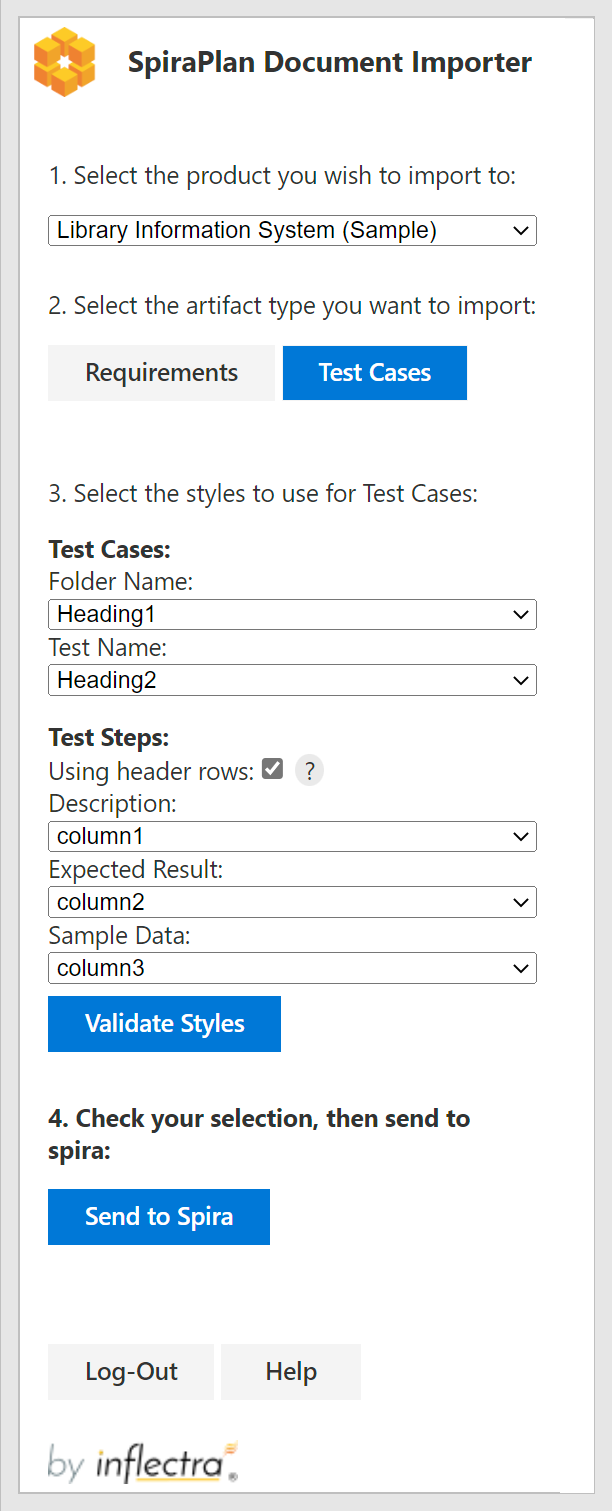 SpiraPlan Document Importer
1. Select the product you wish to import to:
Library Information System (Sample)
2. Select the artifact type you want to import:
Requirements
Test Cases
3. Select the styles to use for Test Cases:
Test Cases:
Folder Name:
Heading1
Test Name:
Heading2
Test Steps:
Using header rows: ?
Description:
column1
Expected Result:
column2
Sample Data:
column3
Validate Styles
4. Check your selection, then send to
spira:
Send to Spira
Log-Out
Help
by inflectra®